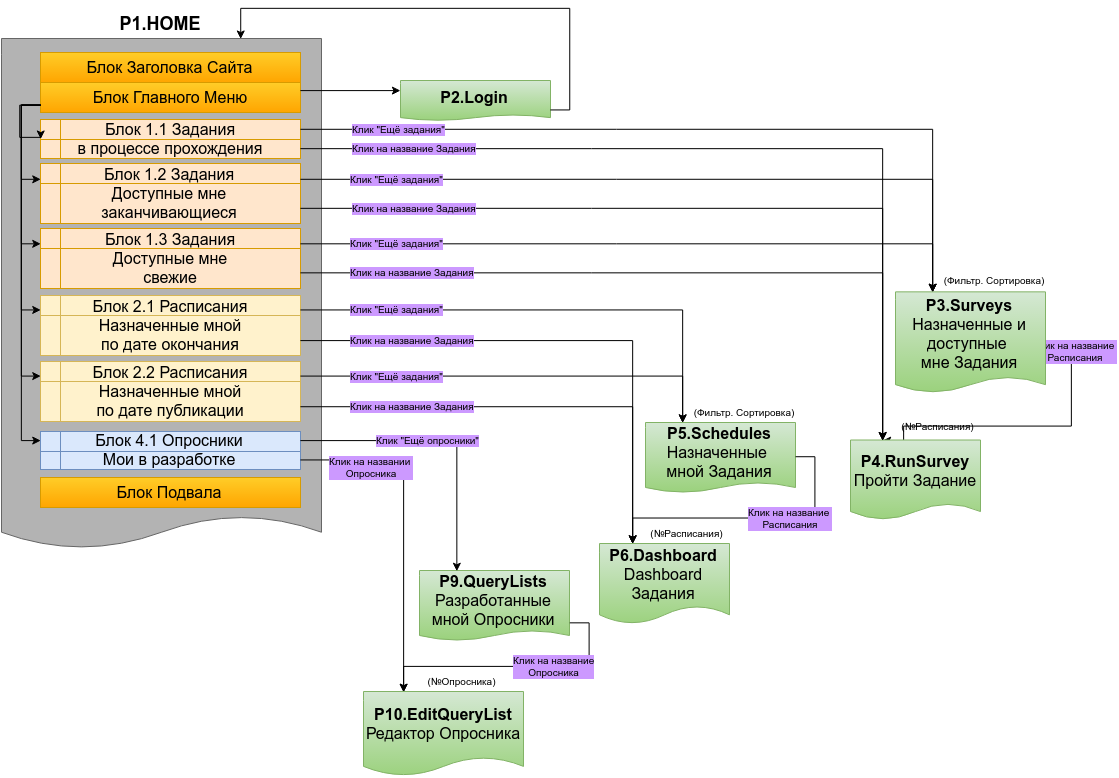 P1.HOME
Блок Заголовка Сайта
Блок Главного Меню
P2.Login
Блок 1.1 Задания
в процессе прохождения
Клик "Ещё задания"
Клик на название Задания
Блок 1.2 Задания
Доступные мне
заканчивающиеся
Клик "Ещё задания"
Клик на название Задания
Блок 1.3 Задания
Доступные мне
свежие
Клик "Ещё задания"
Клик на название Задания
(Фильтр. Сортировка)
P3.Surveys
Назначенные и
доступные
мне Задания
ик на название
Расписания
Блок 2.1 Расписания
Назначенные мной
по дате окончания
Клик "Ещё задания"
Клик на название Задания
Блок 2.2 Расписания
Назначенные мной
по дате публикации
Клик "Ещё задания"
Клик на название Задания
(Фильтр. Сортировка)
P5.Schedules
Назначенные
мной Задания
(№Расписания)
P4.RunSurvey
Пройти Задание
Блок 4.1 Опросники
Мои в разработке
Клик "Ещё опросники"
Клик на названии
Опросника
Блок Подвала
Клик на название
Расписания
(№Расписания)
P6.Dashboard
Dashboard
Задания
P9.QueryLists
Разработанные
мной Опросники
Клик на название
Опросника
(№Опросника)
P10.EditQueryList
Редактор Опросника